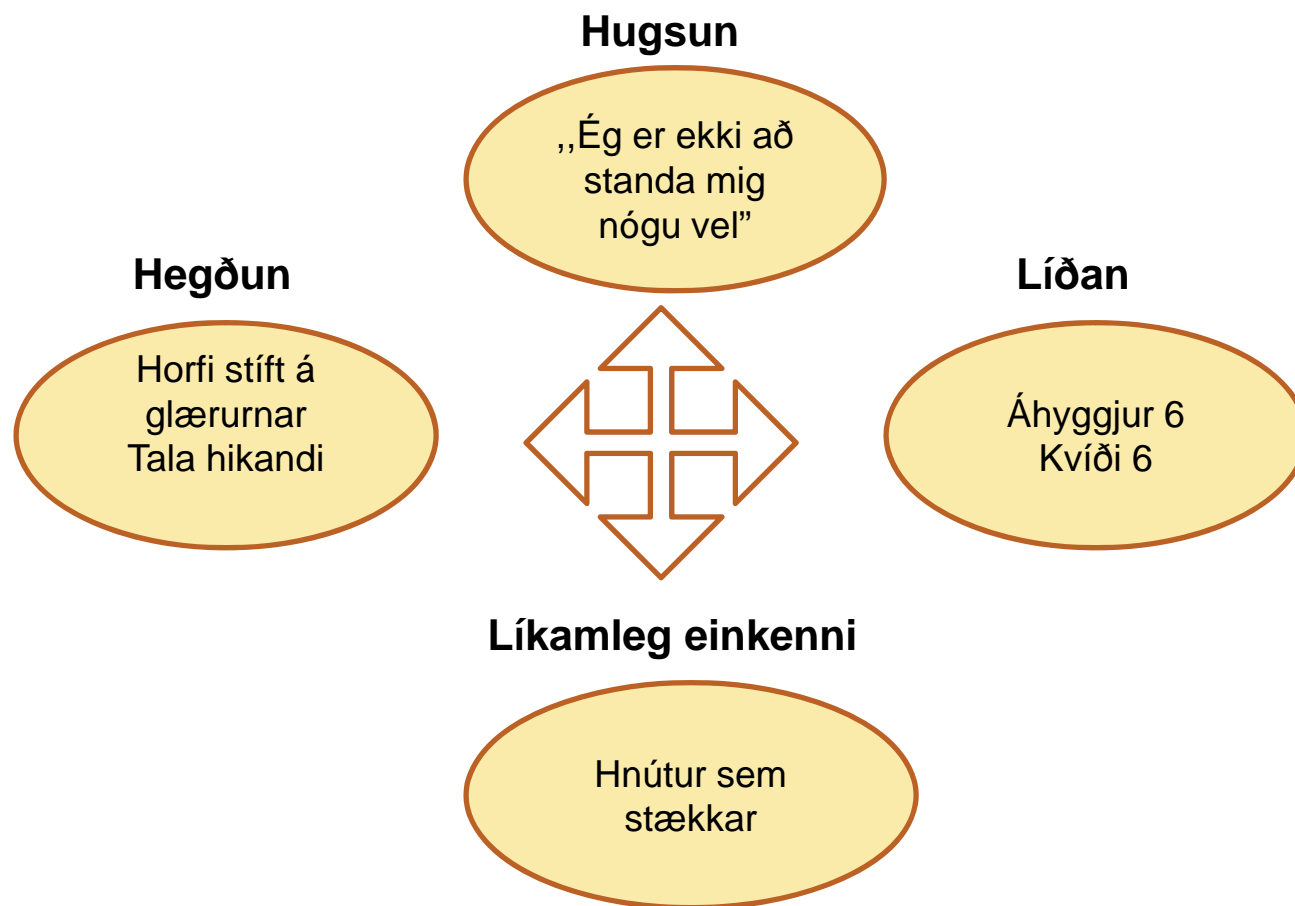 Hugsun
,,Ég er ekki að
standa mig
nógu vel”
Hegðun
Horfi stíft á
glærurnar
Tala hikandi
Líðan
Áhyggjur 6
Kvíði 6
Líkamleg einkenni
Hnútur sem
stækkar